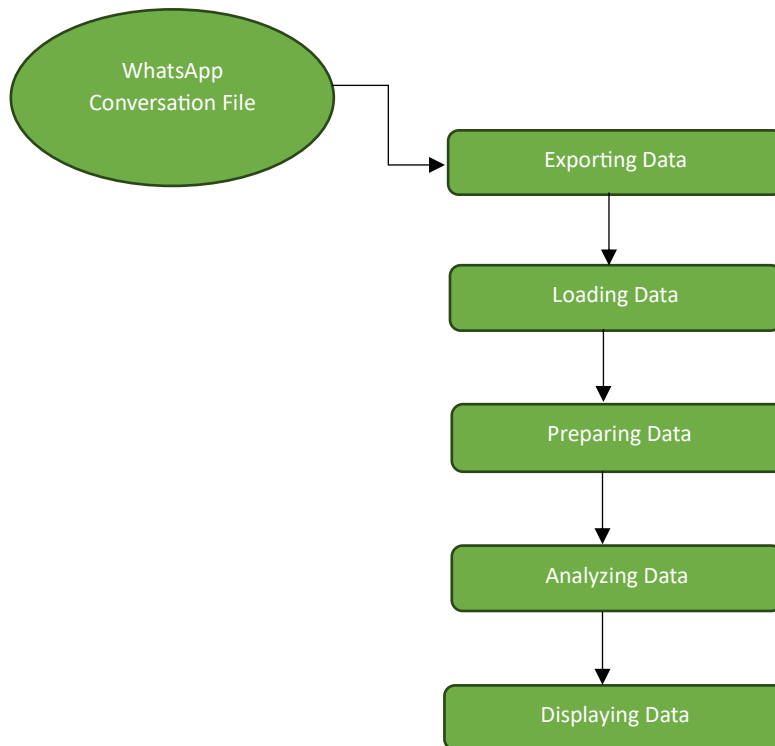 WhatsApp
Conversation File
Exporting Data
Loading Data
Preparing Data
Analyzing Data
Displaying Data